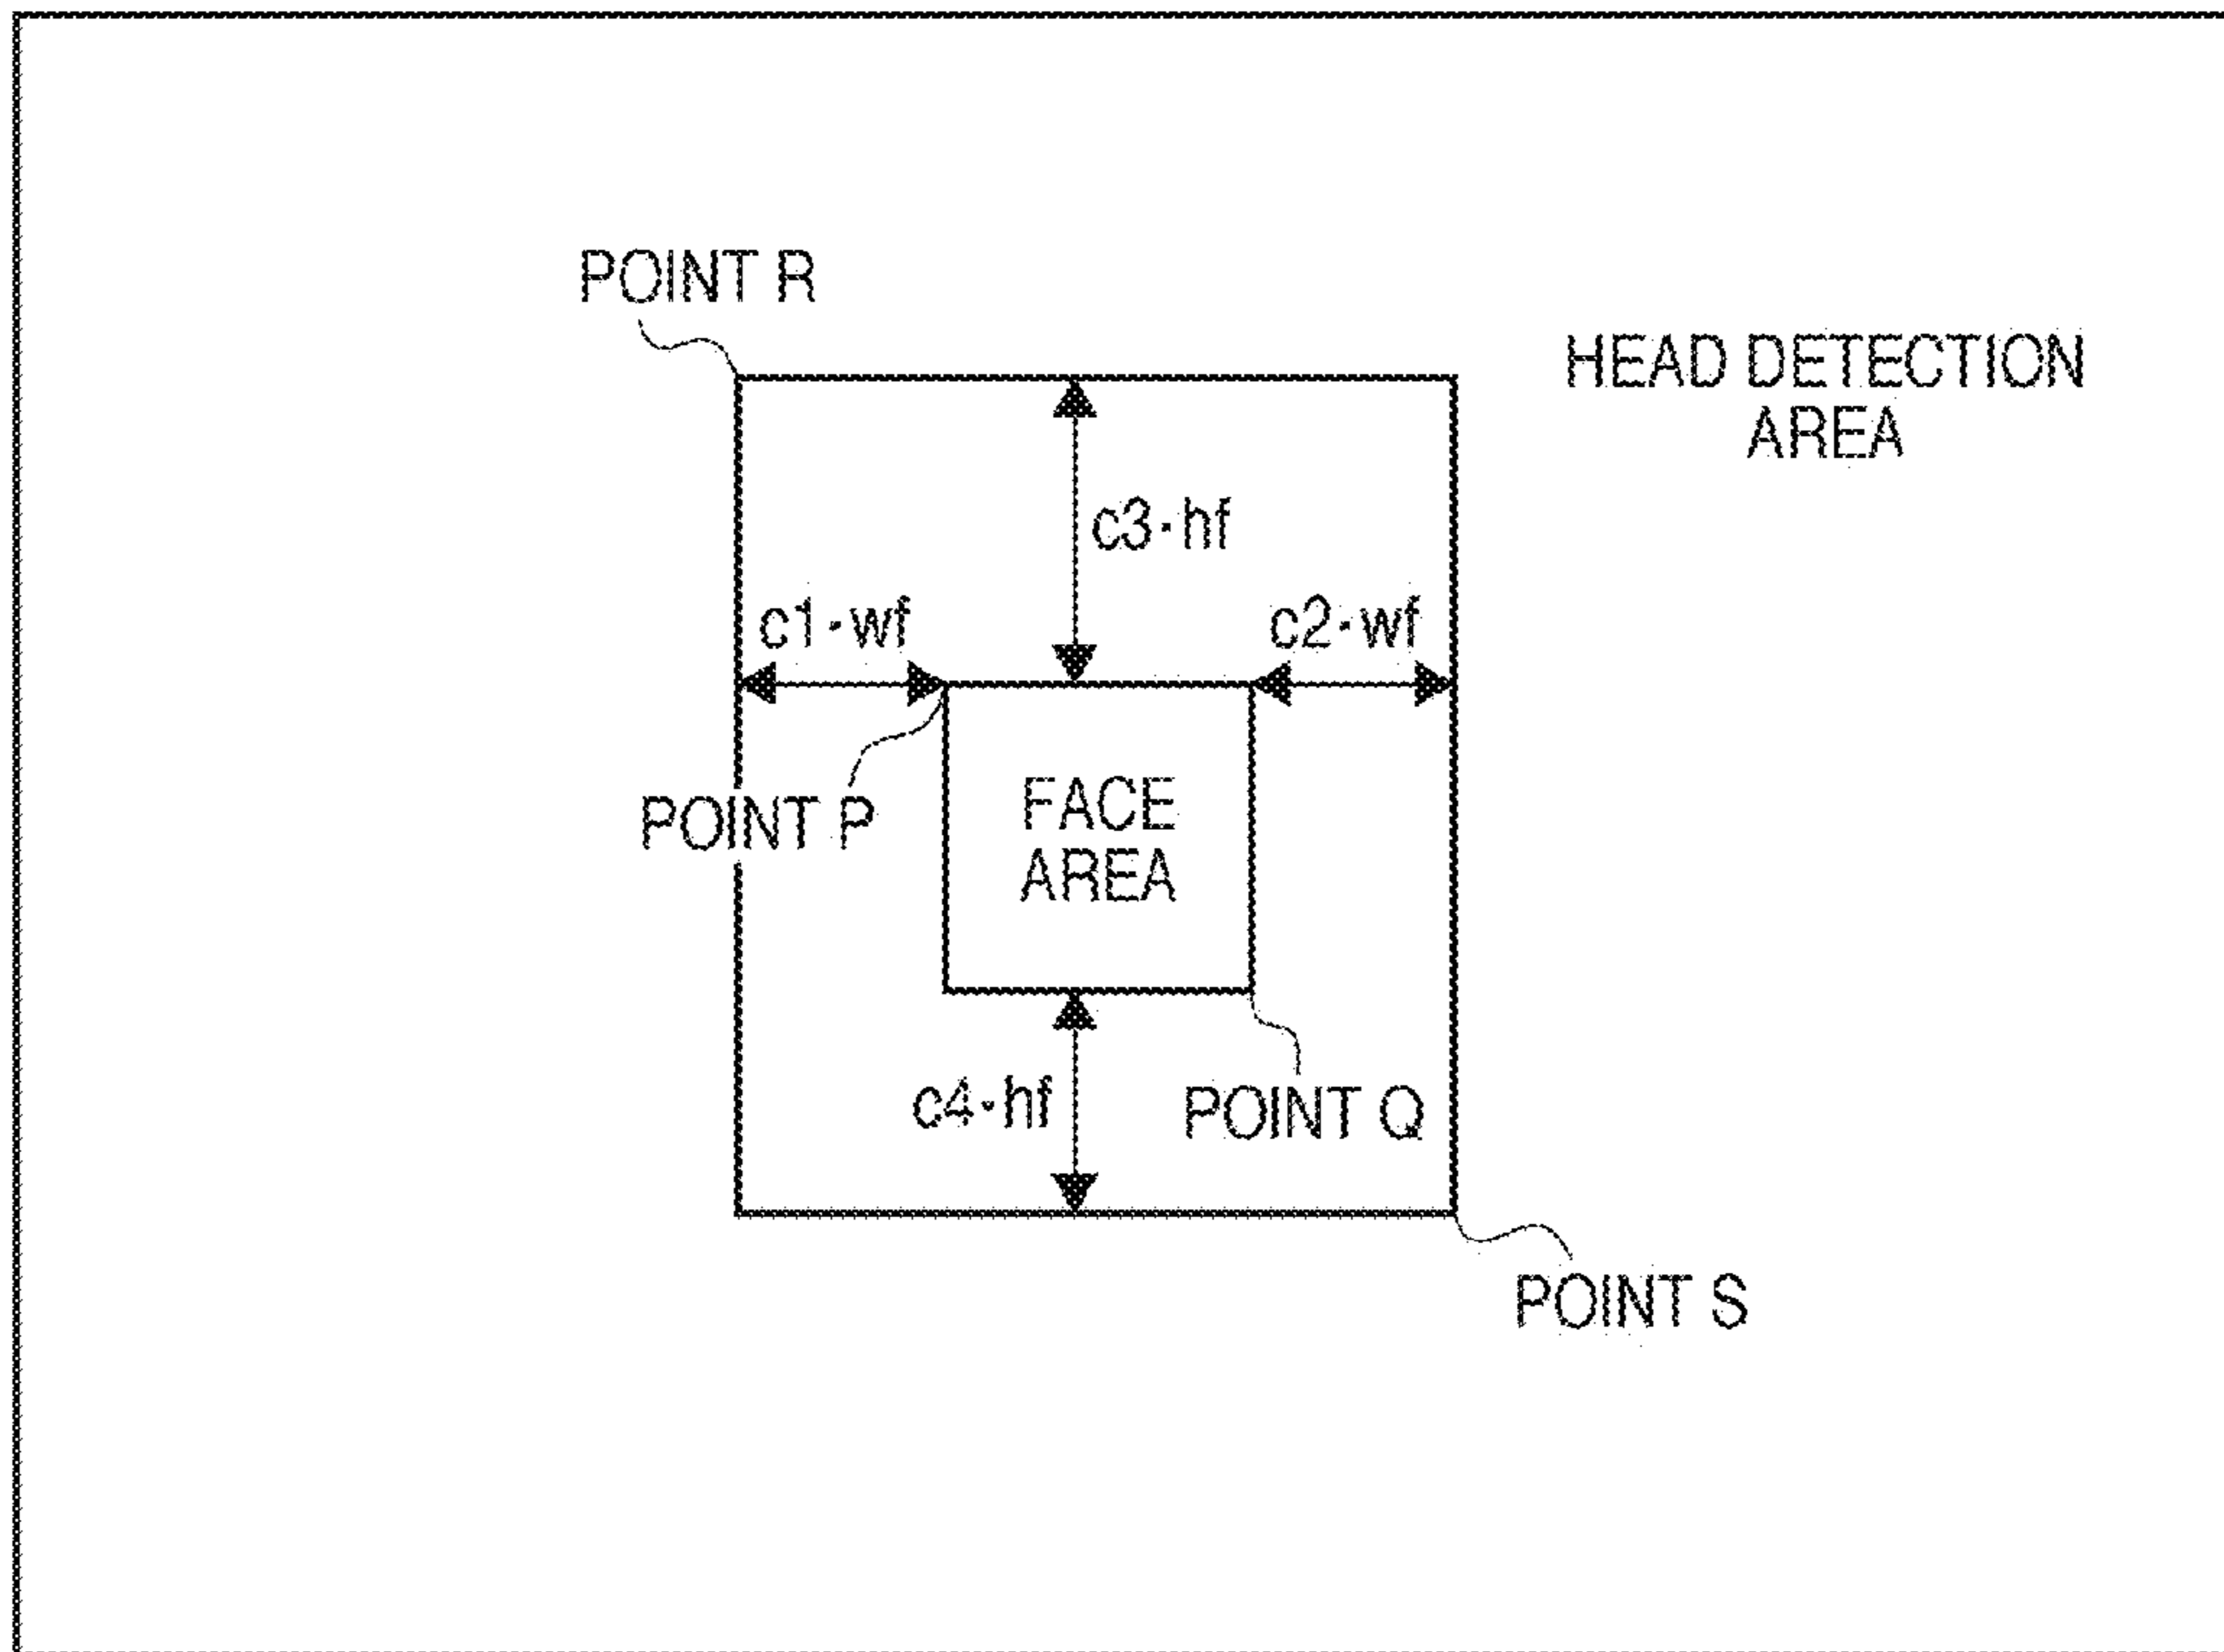 POINT R
HEAD DETECTION
AREA
c3·hf
c1·wf
c2·wf
POINT P
FACE
AREA
c4·hf
POINT Q
POINT S